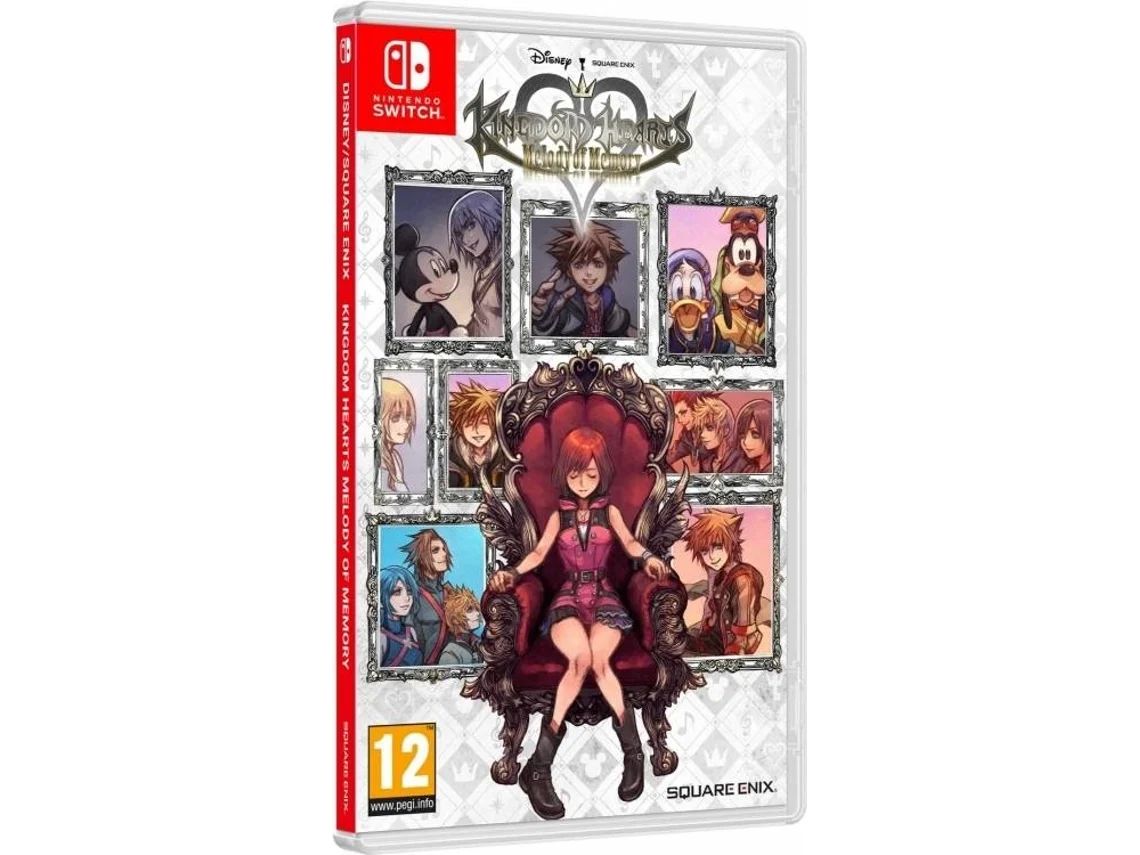 NINTENDO
SWITCH™
Disney
SQUARE ENIX
KINGDOM HEARTS
Melody of Memory
DISNEY/SQUARE ENIX KINGDOM HEARTS MELODY OF MEMORY SQUARE ENIX.
12
www.pegi.info
SQUARE ENIX.